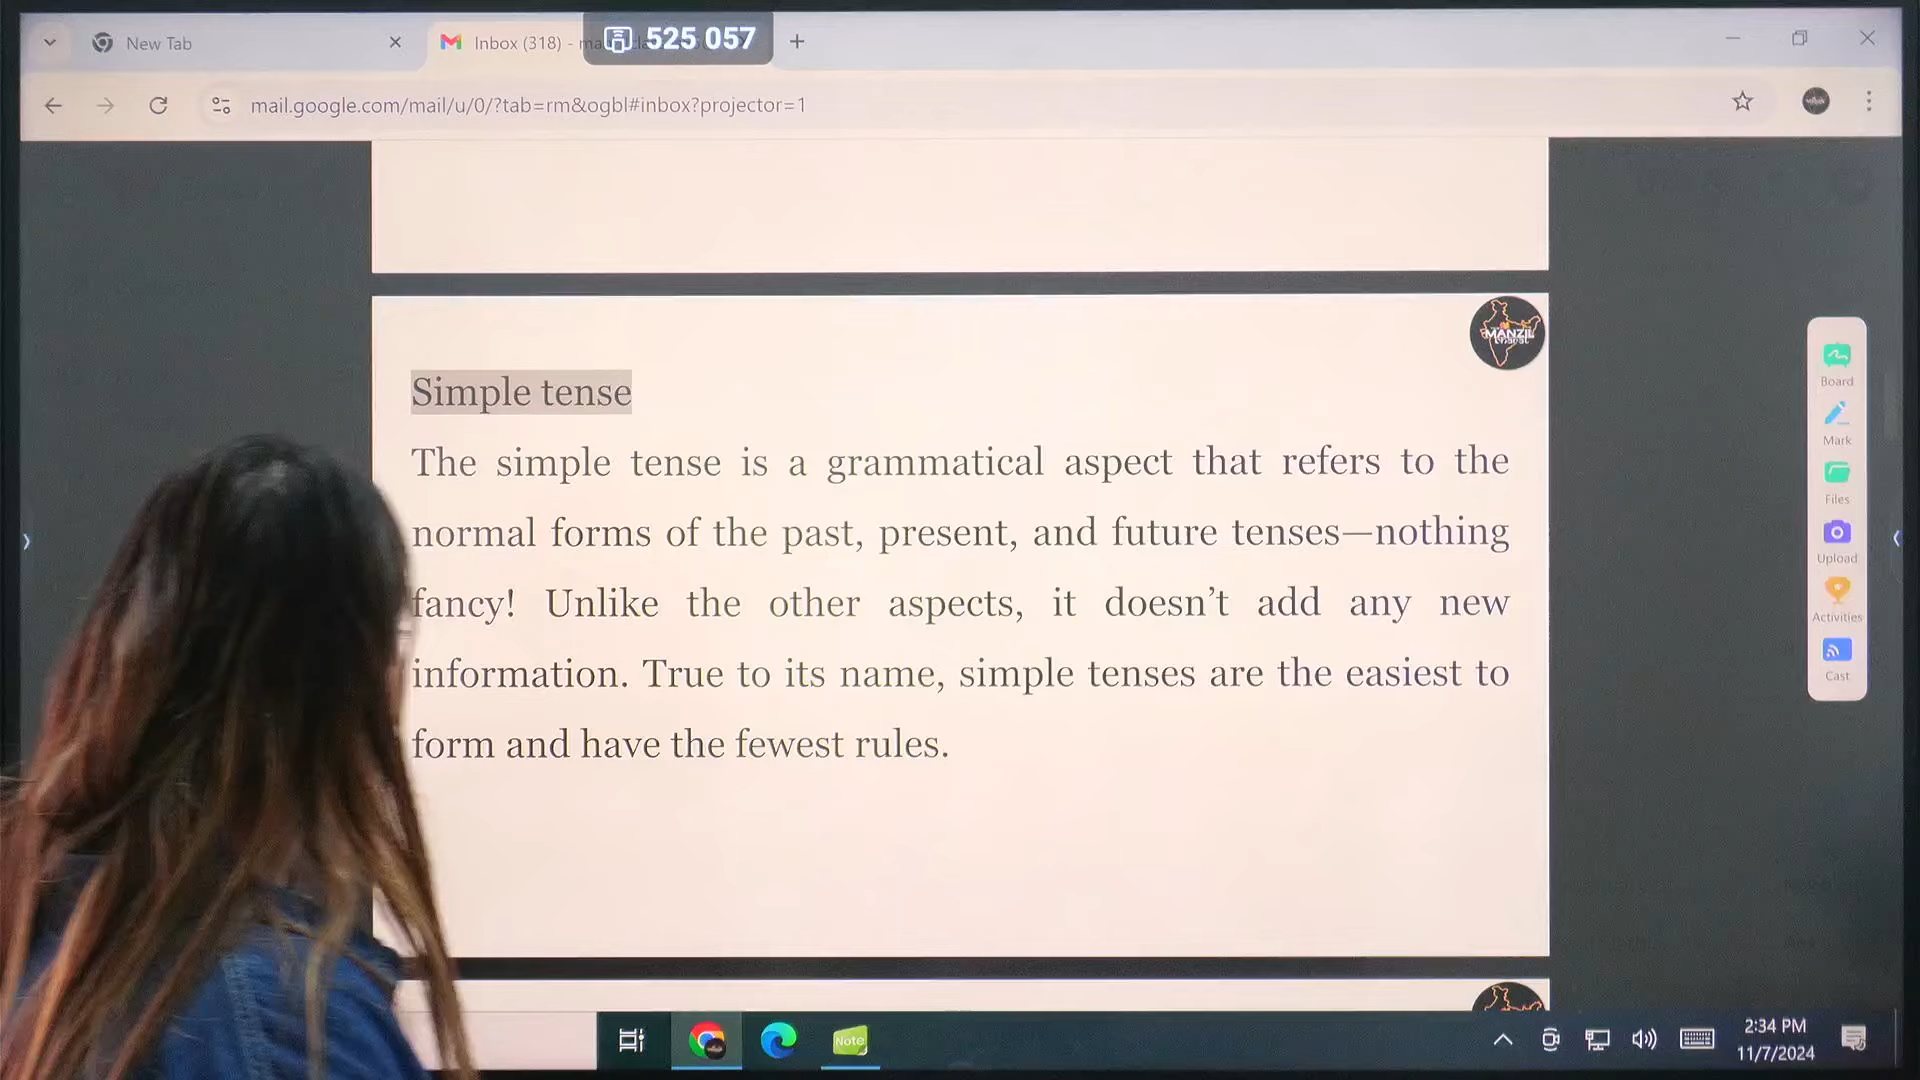 New Tab
Inbox (318) -
525 057
mail.google.com/mail/u/0/?tab=rm&ogbl#inbox?projector=1
MANZIL
Simple tense
The simple tense is a grammatical aspect that refers to the
normal forms of the past, present, and future tenses—nothing
fancy! Unlike the other aspects, it doesn’t add any new
information. True to its name, simple tenses are the easiest to
form and have the fewest rules.
Board
Mark
Files
Upload
Activities
Cast
Note
2:34 PM
11/7/2024